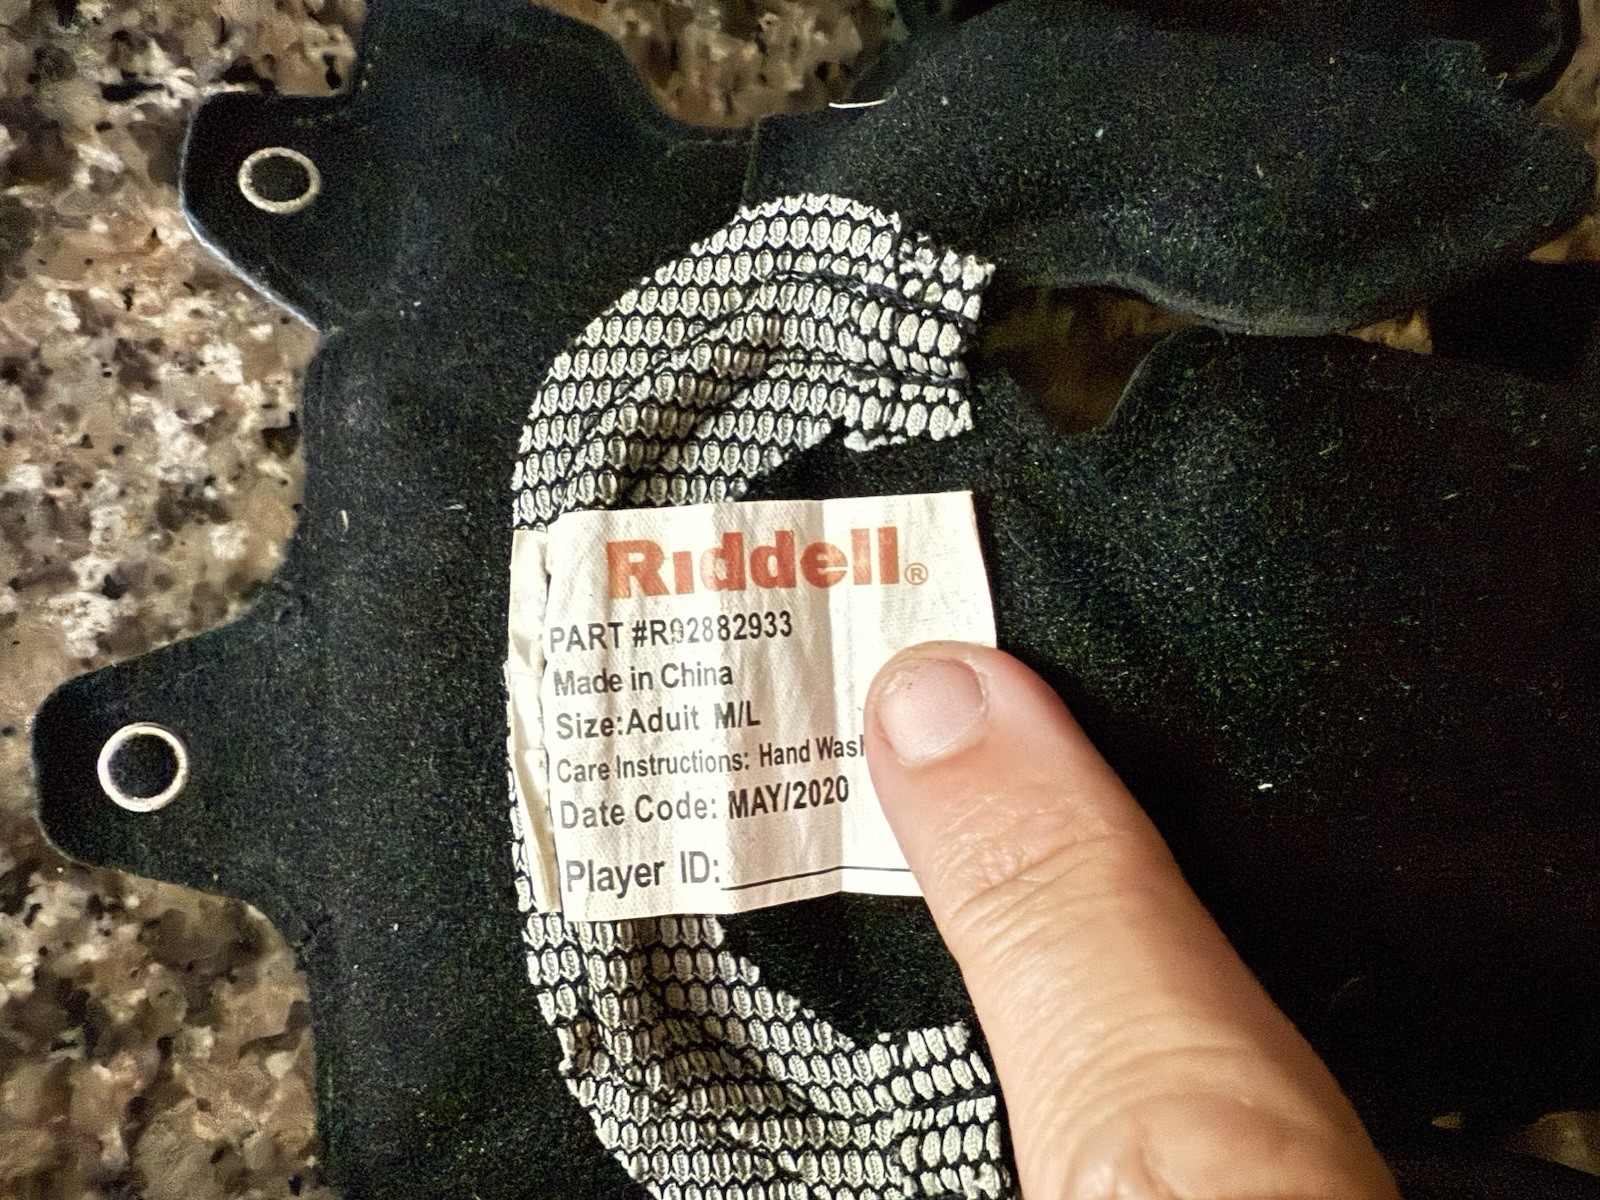 Riddell®
PART #R92882933
Made in China
Size:Aduit M/L
Care Instructions: Hand Wash
Date Code: MAY/2020
Player ID: